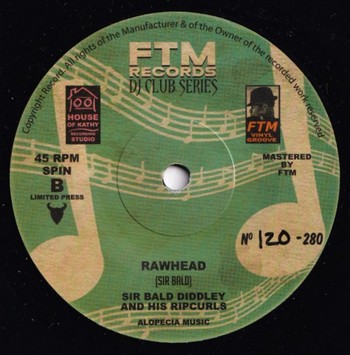 Copyright Record. All rights of the Manufacturer & of the Owner of the recorded work reserved
FTM
RECORDS
DJ CLUB SERIES
HOUSE
OF KATHY
RECORDING
STUDIO
FTM
VINYL
GROOVE
45 RPM
SPIN
B
LIMITED PRESS
MASTERED
BY
FTM
Nº 120 -280
RAWHEAD
(SIR BALD)
SIR BALD DIDDLEY
AND HIS RIPCURLS
ALOPECIA MUSIC